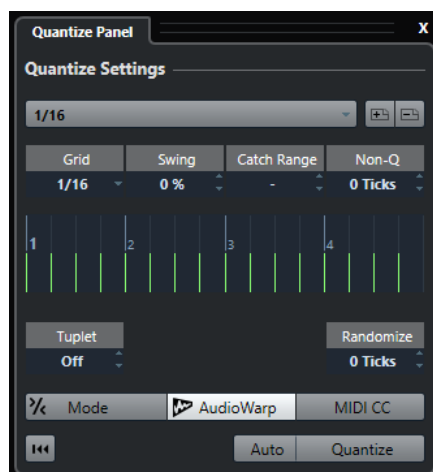 Quantize Panel X
Quantize Settings
1/16
Grid Swing Catch Range Non-Q
1/16 0 % - 0 Ticks
1 2 3 4
Tuplet Randomize
Off 0 Ticks
Mode AudioWarp MIDI CC
Auto Quantize